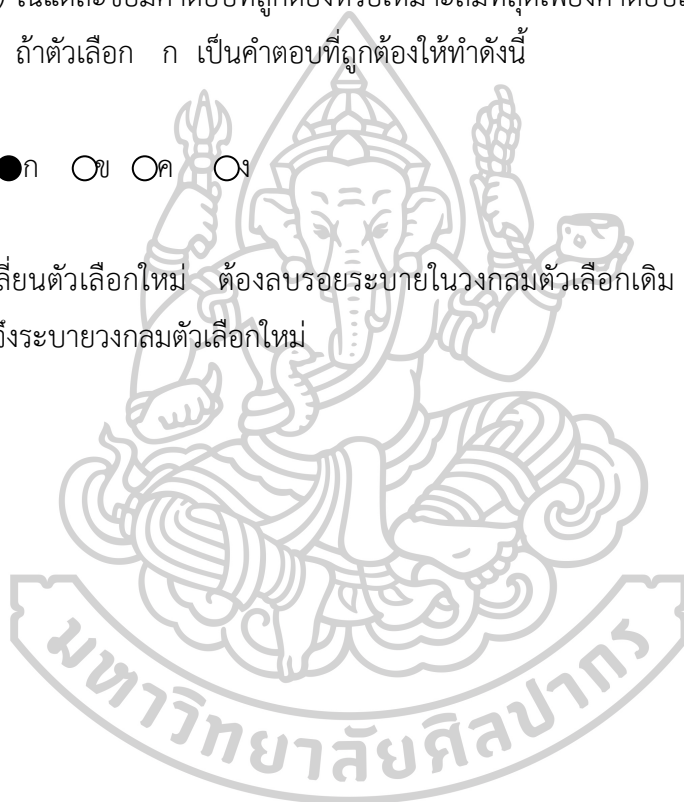 ถ้าตัวเลือก ก เป็นคำตอบที่ถูกต้องให้ทำดังนี้
●ก ○ข ○ค ○ง
ลี่ยนตัวเลือกใหม่ ต้องลบรอยระบายในวงกลมตัวเลือกเดิม
จึงระบายวงกลมตัวเลือกใหม่
มหาวิทยาลัยศิลปากร